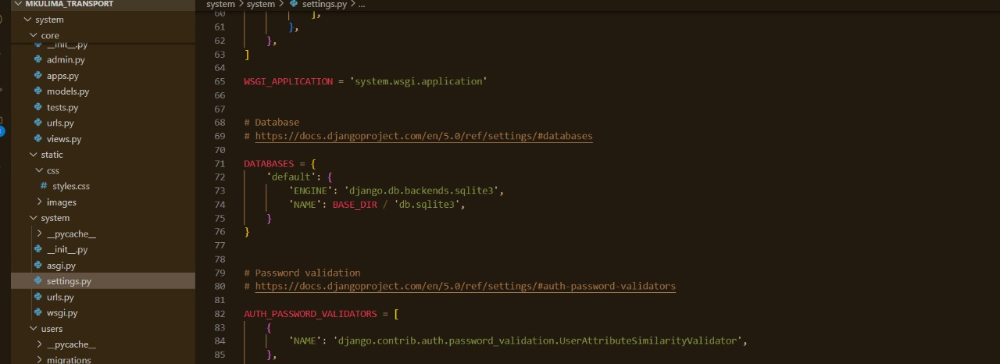 MKULIMA_TRANSPORT
system
core
__init__.py
admin.py
apps.py
models.py
tests.py
urls.py
views.py
static
css
# styles.css
images
system
__pycache__
__init__.py
asgi.py
settings.py
urls.py
wsgi.py
users
__pycache__
migrations
system > system > settings.py > ...
60 ],
61 },
62 },
63 ]
64
65 WSGI_APPLICATION = 'system.wsgi.application'
66
67
68 # Database
69 # https://docs.djangoproject.com/en/5.0/ref/settings/#databases
70
71 DATABASES = {
72 'default': {
73 'ENGINE': 'django.db.backends.sqlite3',
74 'NAME': BASE_DIR / 'db.sqlite3',
75 }
76 }
77
78
79 # Password validation
80 # https://docs.djangoproject.com/en/5.0/ref/settings/#auth-password-validators
81
82 AUTH_PASSWORD_VALIDATORS = [
83 {
84 'NAME': 'django.contrib.auth.password_validation.UserAttributeSimilarityValidator',
85 },